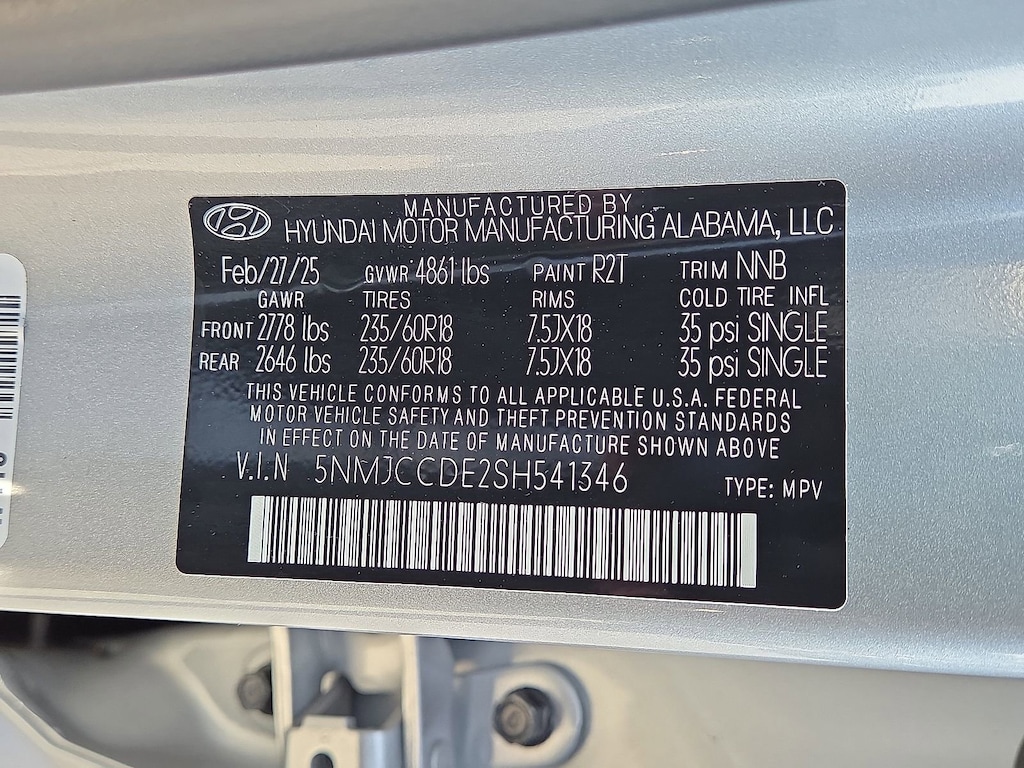 MANUFACTURED BY
HYUNDAI MOTOR MANUFACTURING ALABAMA, LLC
Feb/27/25 GVWR 4861 lbs PAINT R2T TRIM NNB
GAWR TIRES RIMS COLD TIRE INFL
FRONT 2778 lbs 235/60R18 7.5JX18 35 psi SINGLE
REAR 2646 lbs 235/60R18 7.5JX18 35 psi SINGLE
THIS VEHICLE CONFORMS TO ALL APPLICABLE U.S.A. FEDERAL
MOTOR VEHICLE SAFETY AND THEFT PREVENTION STANDARDS
IN EFFECT ON THE DATE OF MANUFACTURE SHOWN ABOVE
V.I.N 5NMJCCDE2SH541346 TYPE: MPV